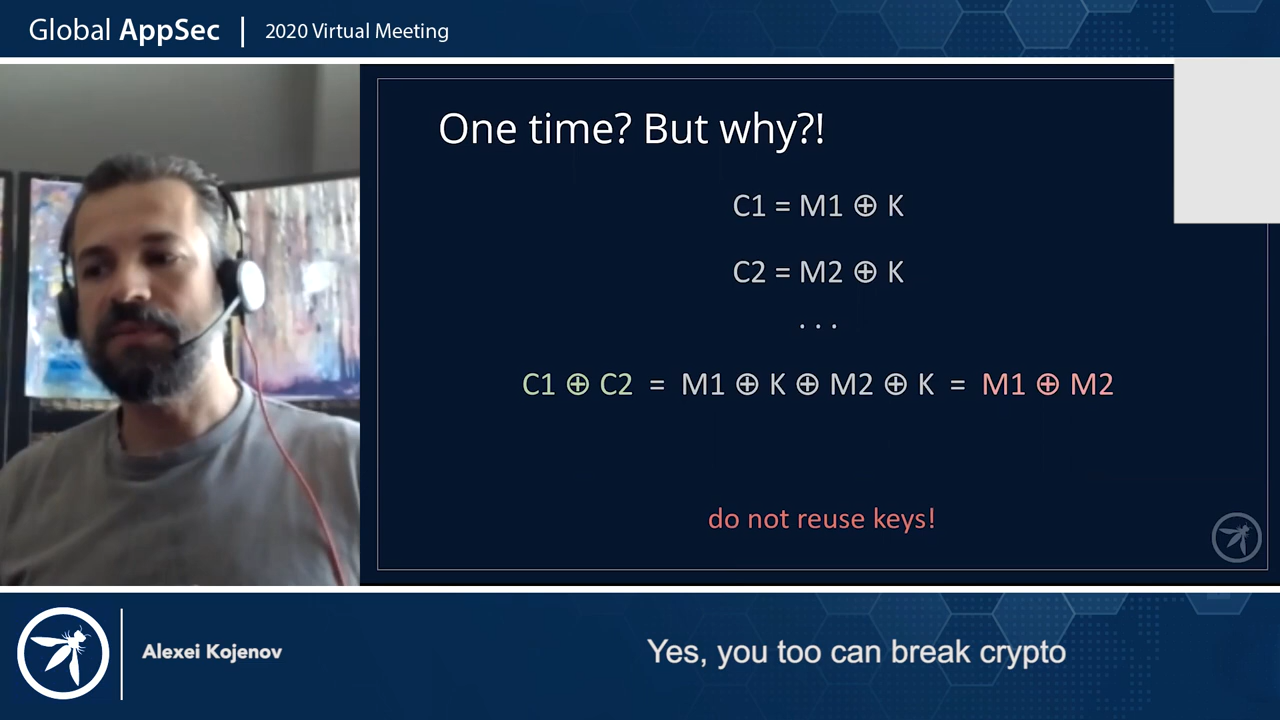 Global AppSec | 2020 Virtual Meeting
One time? But why?!
C1 = M1 ⊕ K
C2 = M2 ⊕ K
. . .
C1 ⊕ C2 = M1 ⊕ K ⊕ M2 ⊕ K = M1 ⊕ M2
do not reuse keys!
Alexei Kojenov
Yes, you too can break crypto